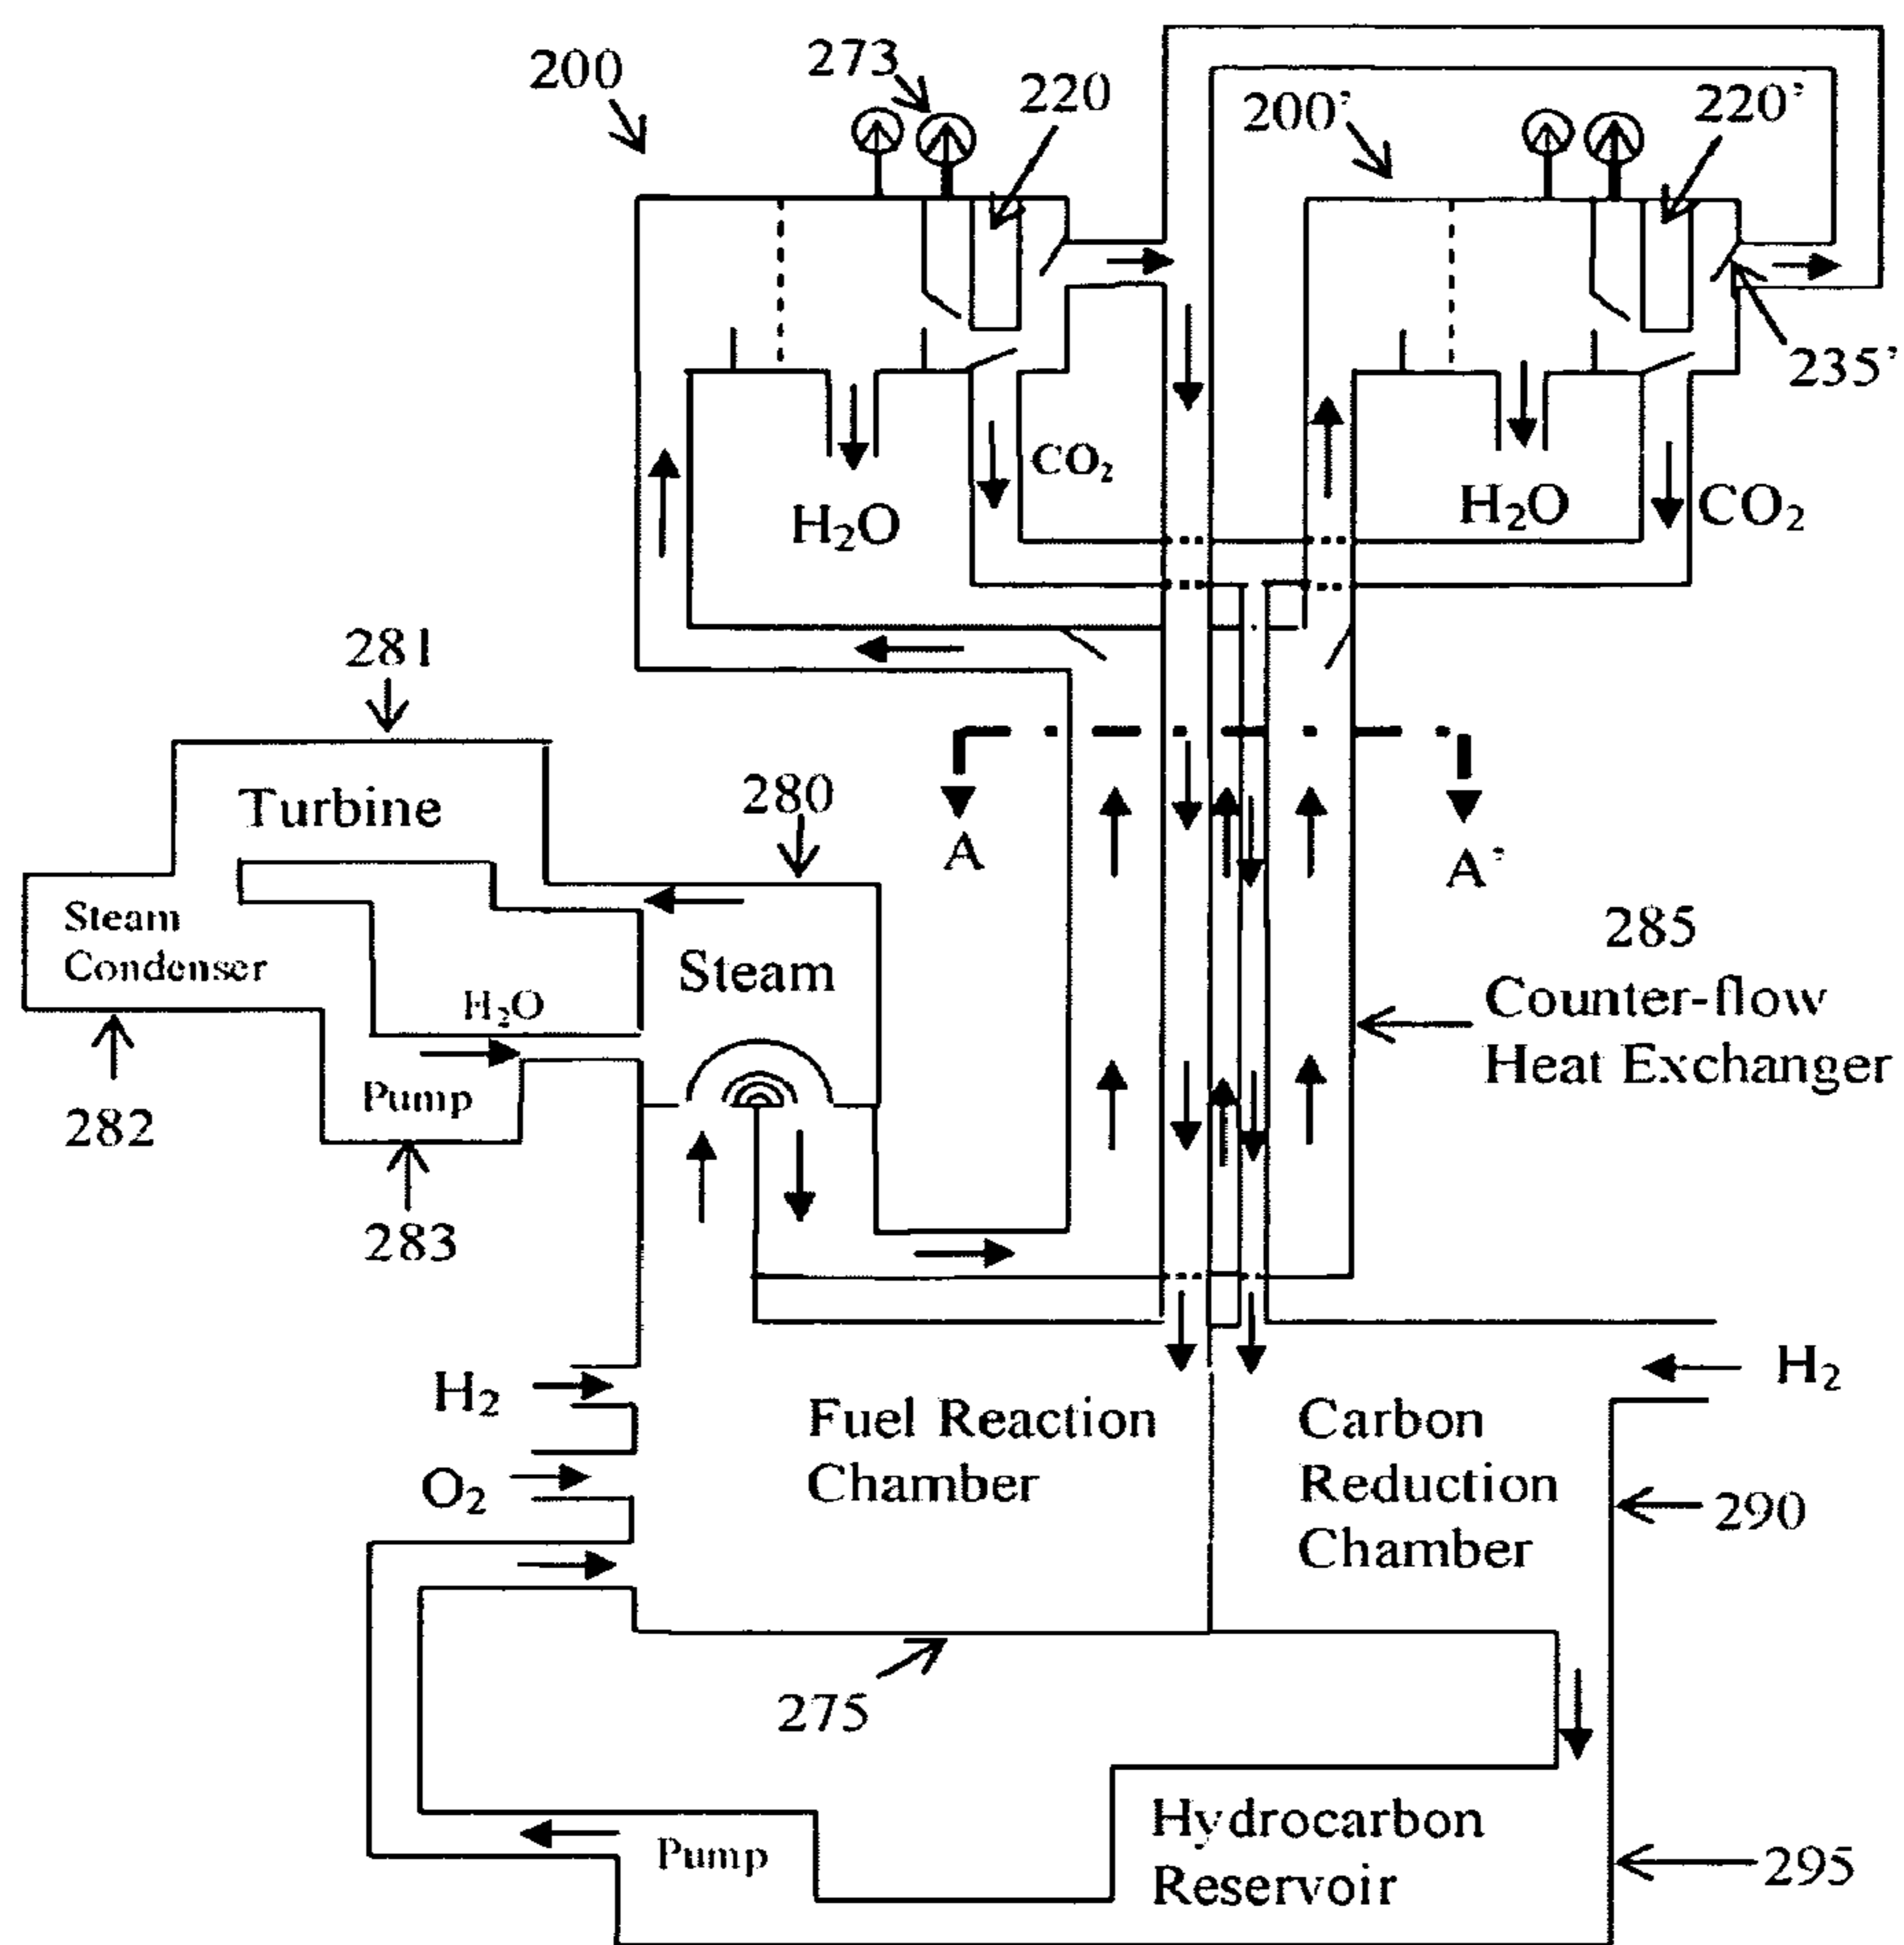 273
200
220
200'
220'
235'
CO2
H2O
H2O
CO2
281
Turbine
280
A
A'
Steam
Condenser
Steam
285
Counter-flow
Heat Exchanger
H2O
Pump
282
283
H2
H2
Fuel Reaction
Chamber
Carbon
Reduction
Chamber
O2
290
275
Hydrocarbon
Reservoir
Pump
295